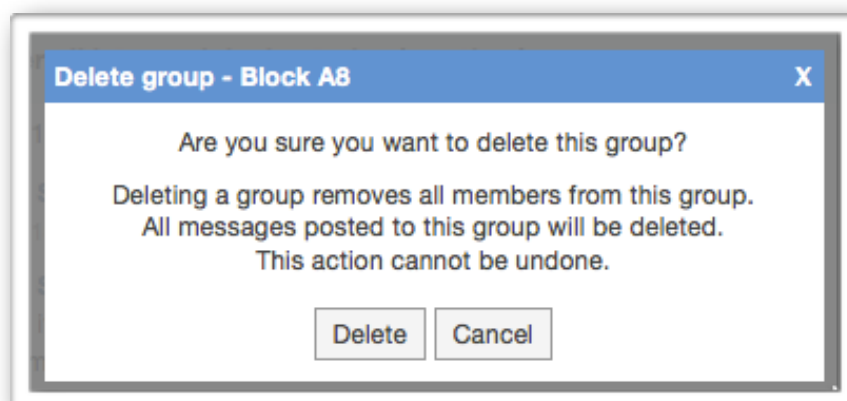 Delete group - Block A8 X
Are you sure you want to delete this group?
Deleting a group removes all members from this group.
All messages posted to this group will be deleted.
This action cannot be undone.
Delete Cancel